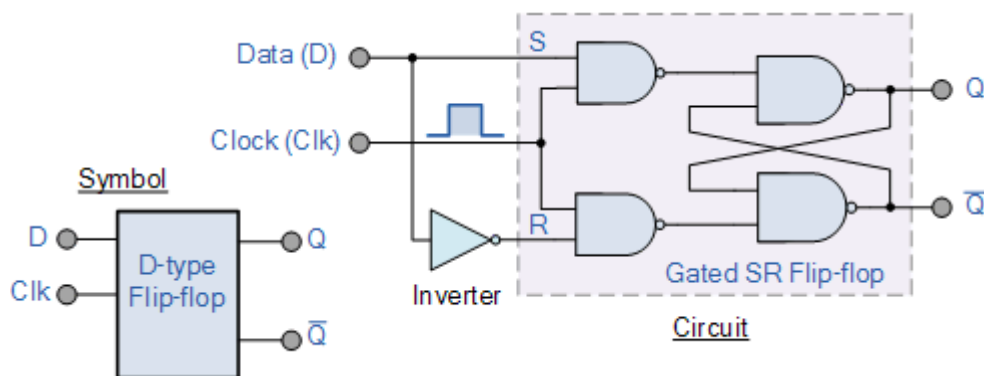 Data (D)
S
Q
Clock (Clk)
Symbol
R
Q̅
D
Q
D-type
Flip-flop
Clk
Inverter
Gated SR Flip-flop
Q̅
Circuit